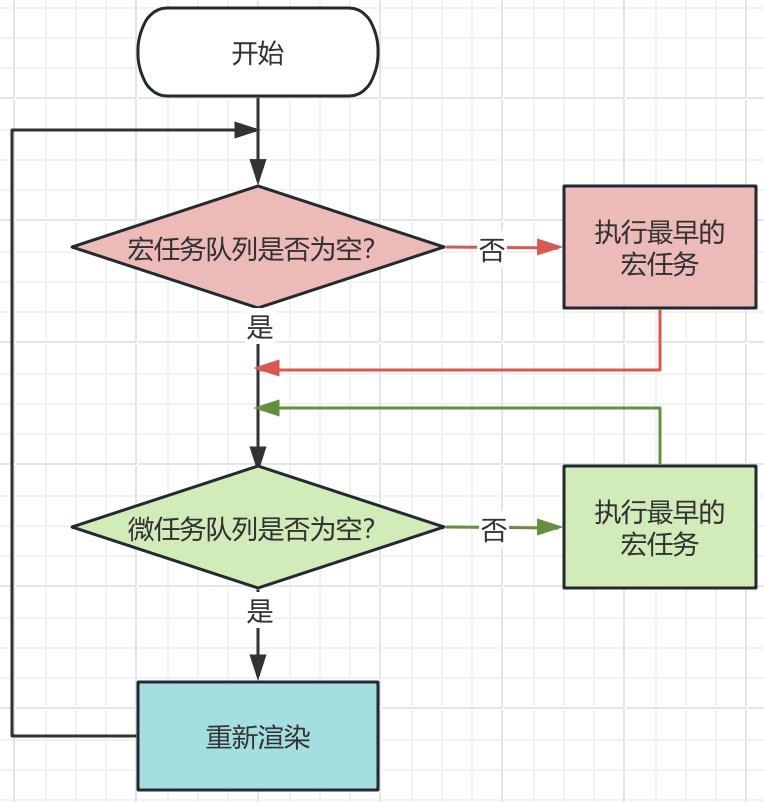 开始
宏任务队列是否为空?
否
执行最早的
宏任务
是
微任务队列是否为空?
否
执行最早的
宏任务
是
重新渲染